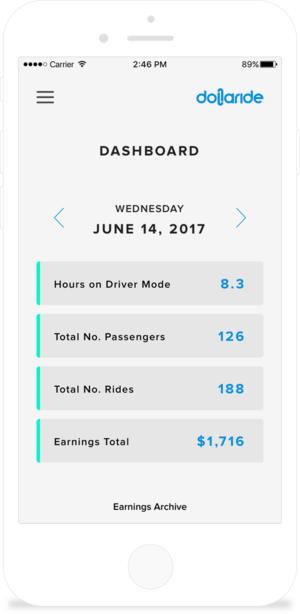 Carrier 2:46 PM 89%
dollaride
DASHBOARD
WEDNESDAY
JUNE 14, 2017
Hours on Driver Mode 8.3
Total No. Passengers 126
Total No. Rides 188
Earnings Total $1,716
Earnings Archive